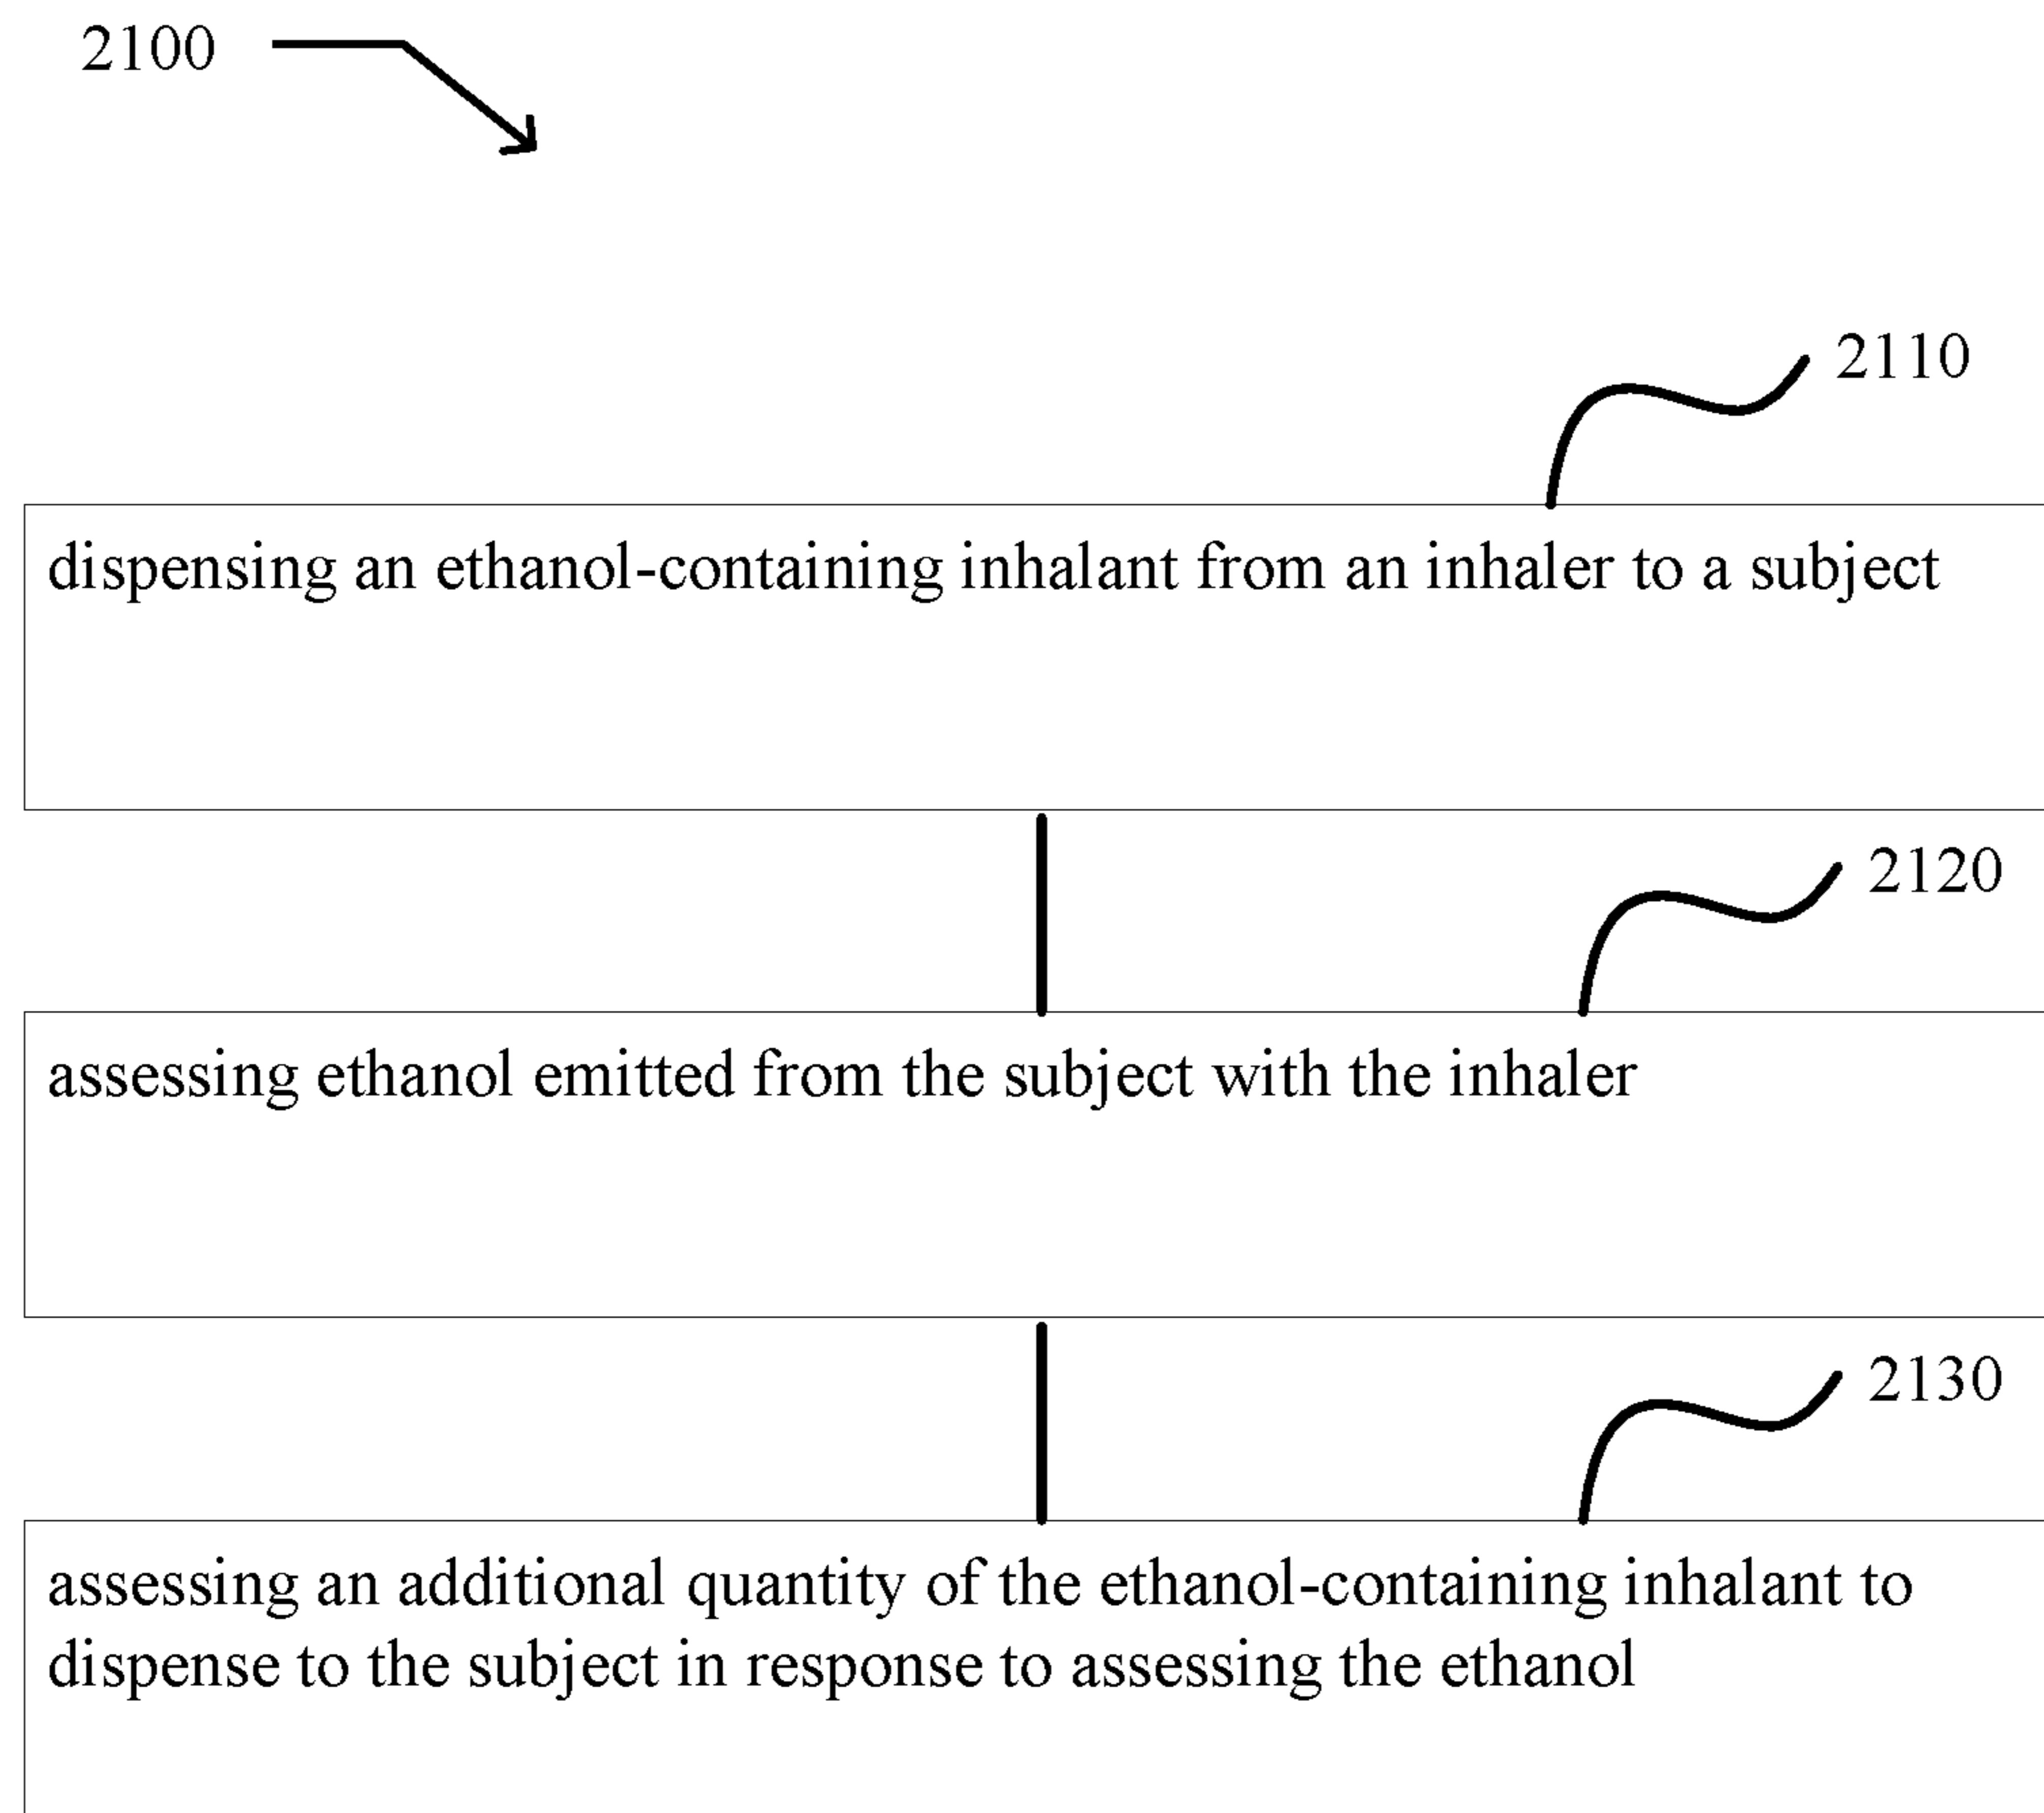 2100
2110
dispensing an ethanol-containing inhalant from an inhaler to a subject
2120
assessing ethanol emitted from the subject with the inhaler
2130
assessing an additional quantity of the ethanol-containing inhalant to
dispense to the subject in response to assessing the ethanol